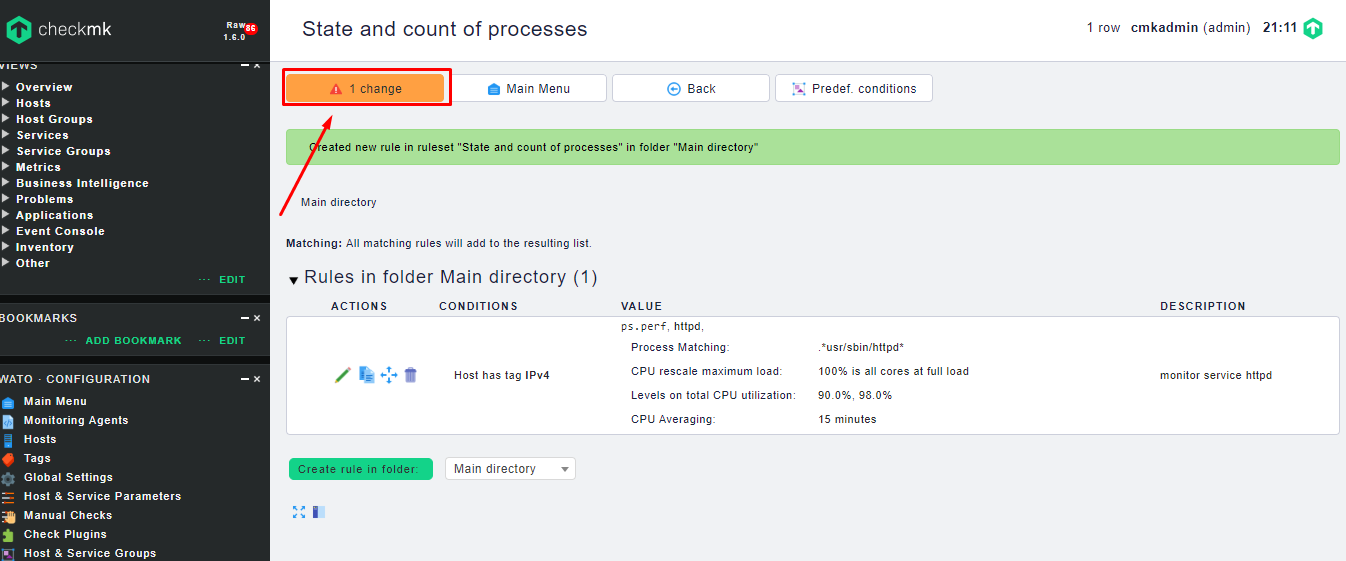 checkmk
Raw
1.6.0
86
State and count of processes
1 row cmkadmin (admin) 21:11
VIEWS
Overview
Hosts
Host Groups
Services
Service Groups
Metrics
Business Intelligence
Problems
Applications
Event Console
Inventory
Other
··· EDIT
BOOKMARKS
··· ADD BOOKMARK ··· EDIT
WATO · CONFIGURATION
Main Menu
Monitoring Agents
Hosts
Tags
Global Settings
Host & Service Parameters
Manual Checks
Check Plugins
Host & Service Groups
1 change Main Menu Back Predef. conditions
Created new rule in ruleset "State and count of processes" in folder "Main directory"
Main directory
Matching: All matching rules will add to the resulting list.
Rules in folder Main directory (1)
ACTIONS CONDITIONS VALUE DESCRIPTION
ps.perf, httpd,
Process Matching: .*usr/sbin/httpd*
CPU rescale maximum load: 100% is all cores at full load
Host has tag IPv4
monitor service httpd
Levels on total CPU utilization: 90.0%, 98.0%
CPU Averaging: 15 minutes
Create rule in folder: Main directory